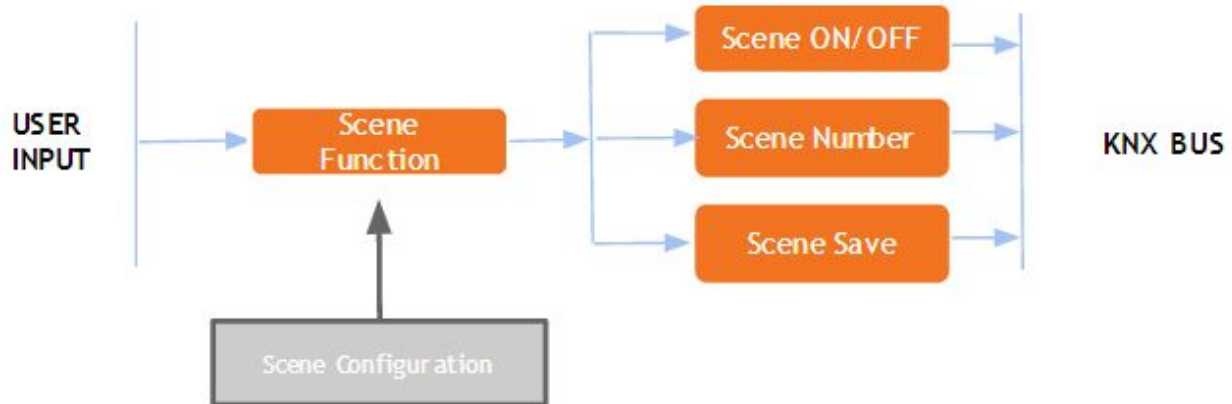 USER
INPUT
Scene
Function
Scene Configuration
Scene ON/OFF
Scene Number
Scene Save
KNX BUS